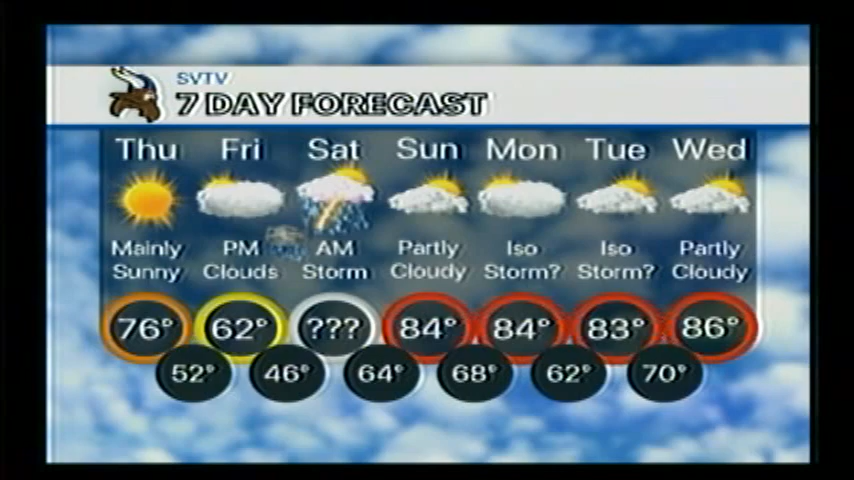 SVTV
7 DAY FORECAST
Thu Fri Sat Sun Mon Tue Wed
Mainly PM AM Partly Iso Iso Partly
Sunny Clouds Storm Cloudy Storm? Storm? Cloudy
76° 62° ??? 84° 84° 83° 86°
52° 46° 64° 68° 62° 70°